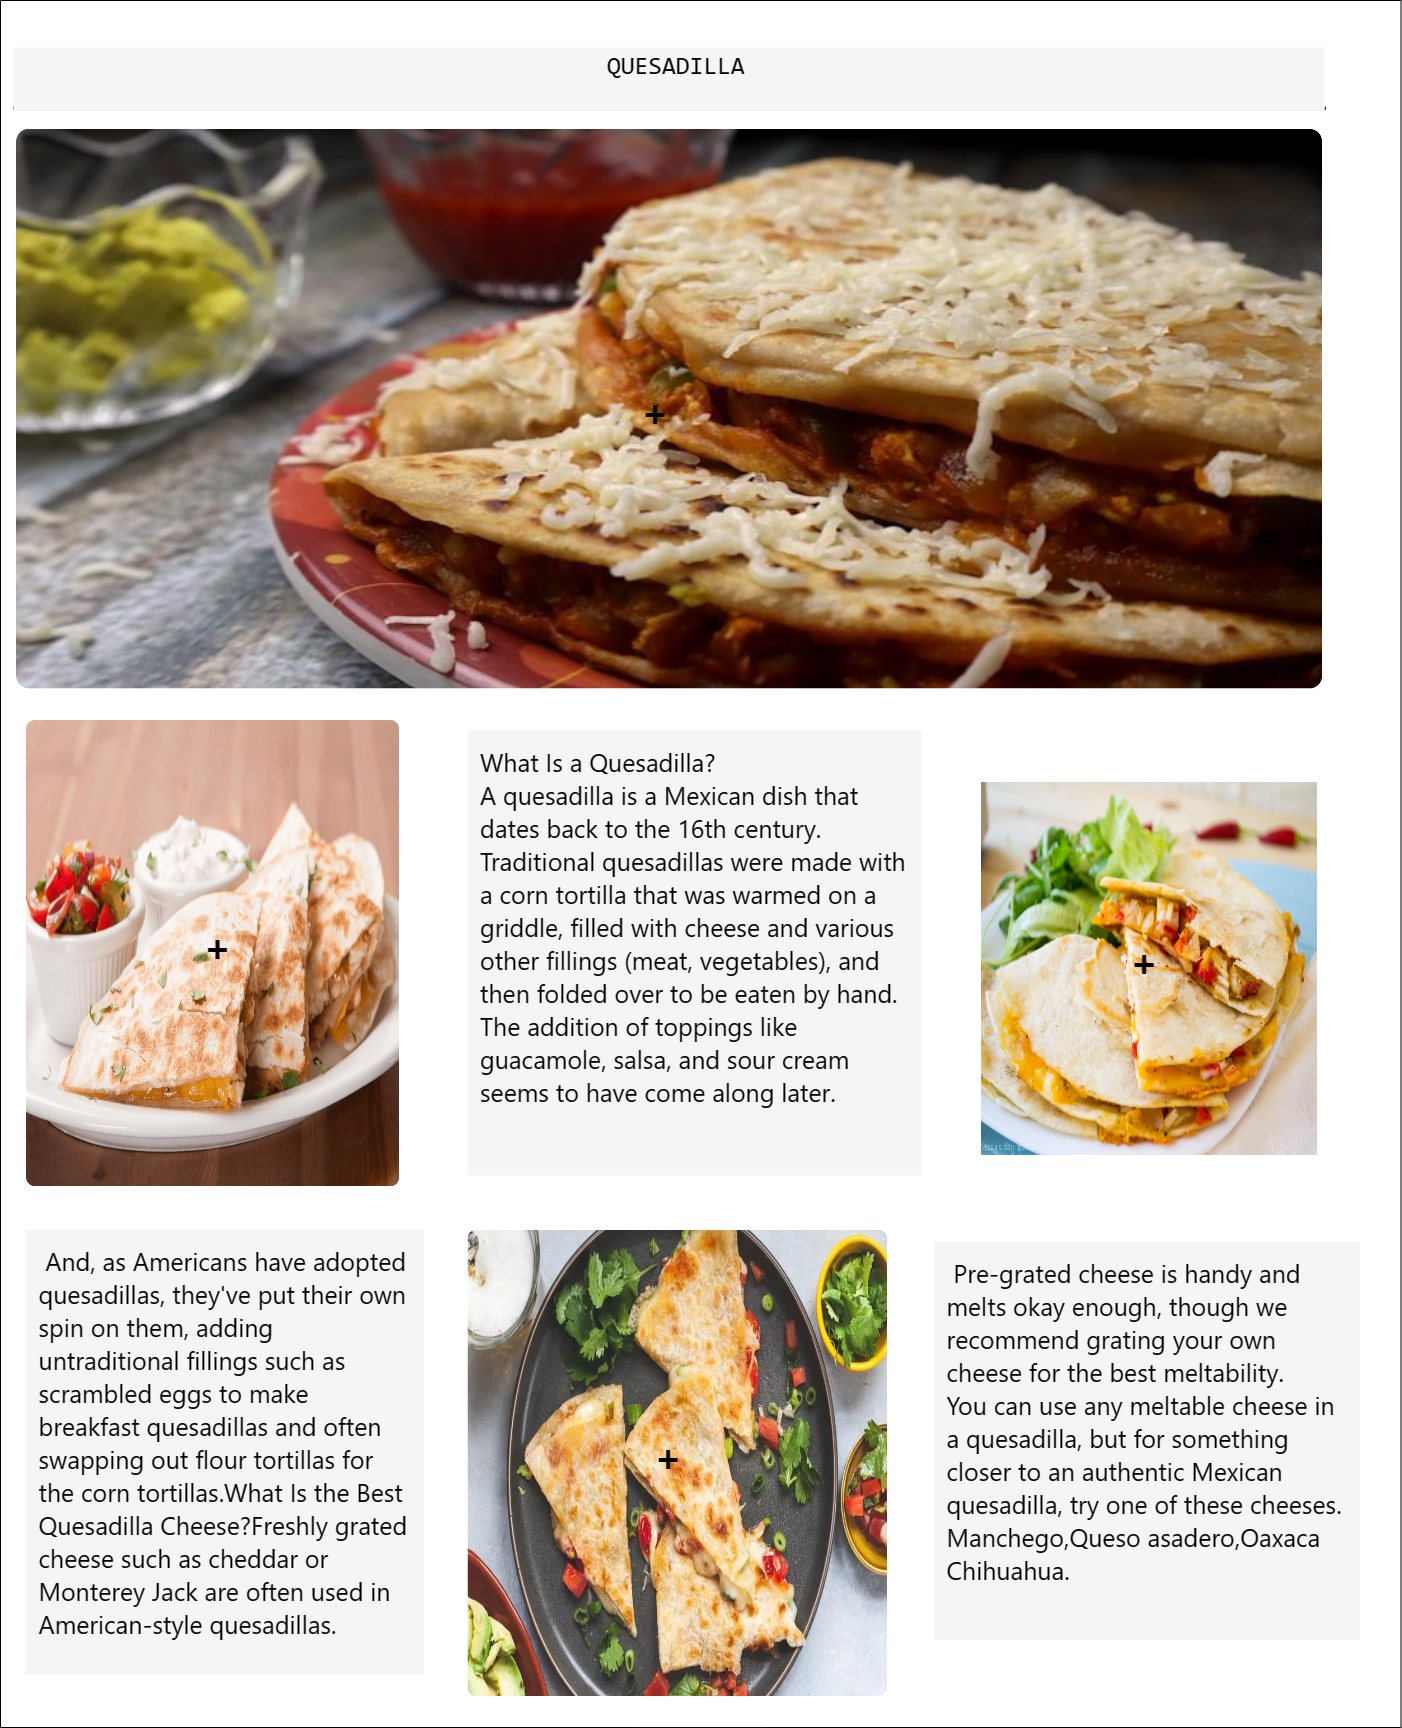 QUESADILLA
What Is a Quesadilla?
A quesadilla is a Mexican dish that
dates back to the 16th century.
Traditional quesadillas were made with
a corn tortilla that was warmed on a
griddle, filled with cheese and various
other fillings (meat, vegetables), and
then folded over to be eaten by hand.
The addition of toppings like
guacamole, salsa, and sour cream
seems to have come along later.
And, as Americans have adopted
quesadillas, they've put their own
spin on them, adding
untraditional fillings such as
scrambled eggs to make
breakfast quesadillas and often
swapping out flour tortillas for
the corn tortillas.What Is the Best
Quesadilla Cheese?Freshly grated
cheese such as cheddar or
Monterey Jack are often used in
American-style quesadillas.
Pre-grated cheese is handy and
melts okay enough, though we
recommend grating your own
cheese for the best meltability.
You can use any meltable cheese in
a quesadilla, but for something
closer to an authentic Mexican
quesadilla, try one of these cheeses.
Manchego,Queso asadero,Oaxaca
Chihuahua.